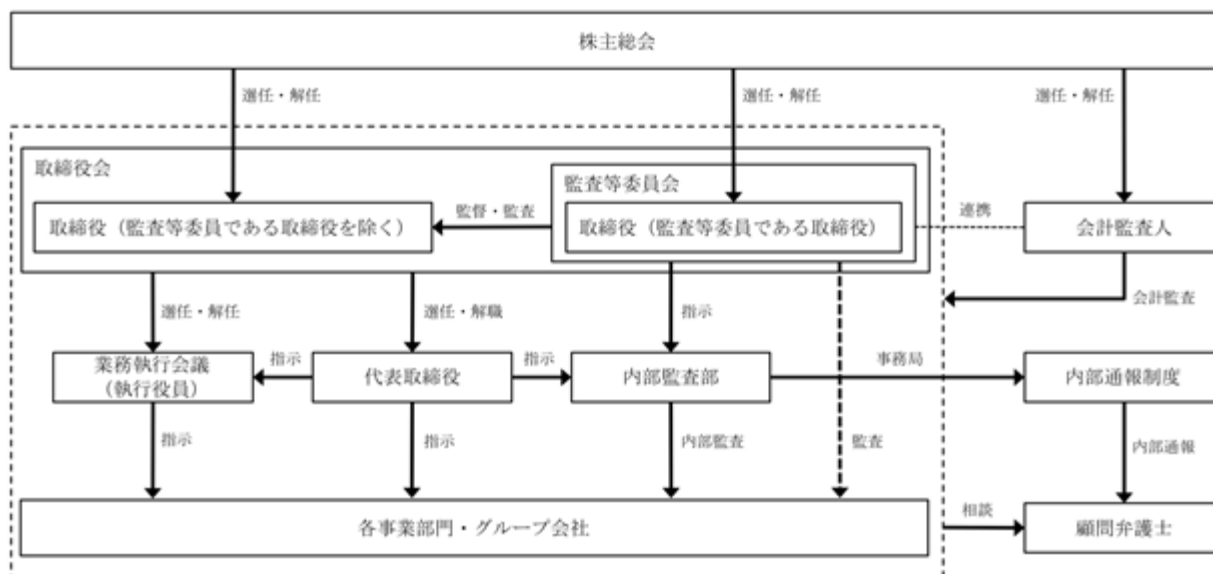 株主総会
選任・解任
選任・解任
選任・解任
取締役会
監査等委員会
取締役（監査等委員である取締役を除く）
監督・監査
取締役（監査等委員である取締役）
連携
会計監査人
会計監査
選任・解任
選任・解職
指示
業務執行会議
（執行役員）
指示
代表取締役
指示
内部監査部
事務局
内部通報制度
指示
指示
内部監査
監査
内部通報
各事業部門・グループ会社
相談
顧問弁護士